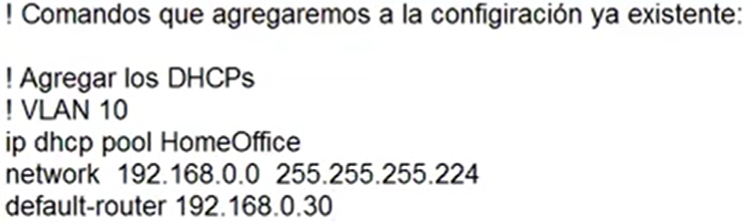 ! Comandos que agregaremos a la configiración ya existente:
! Agregar los DHCPs
! VLAN 10
ip dhcp pool HomeOffice
network 192.168.0.0 255.255.255.224
default-router 192.168.0.30